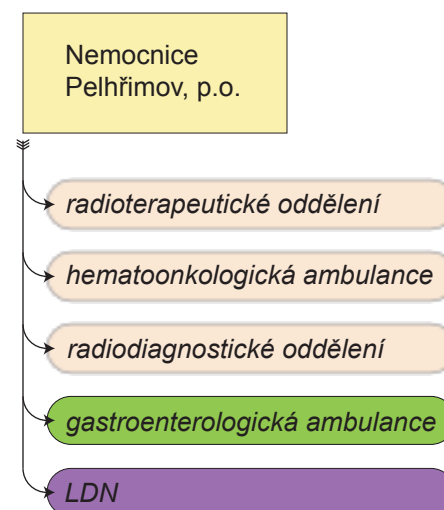 Nemocnice
Pelhřimov, p.o.
radioterapeutické oddělení
hematoonkologická ambulance
radiodiagnostické oddělení
gastroenterologická ambulance
LDN